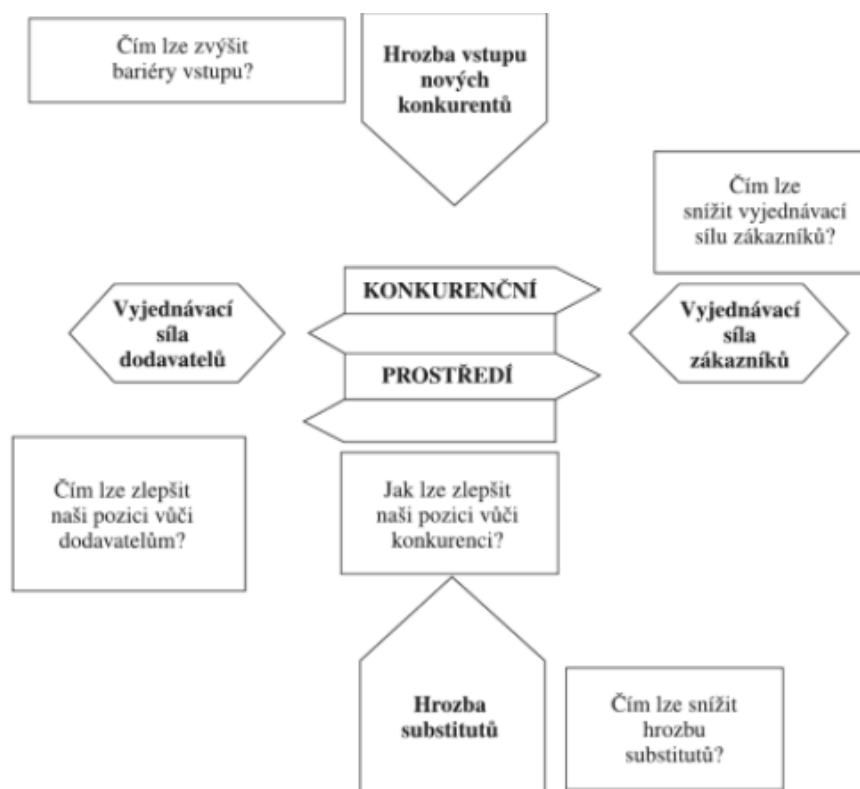 Čím lze zvýšit
bariéry vstupu?
Hrozba vstupu
nových
konkurentů
Čím lze
snížit vyjednávací
sílu zákazníků?
Vyjednávací
síla
dodavatelů
KONKURENČNÍ
PROSTŘEDÍ
Vyjednávací
síla
zákazníků
Čím lze zlepšit
naši pozici vůči
dodavatelům?
Jak lze zlepšit
naši pozici vůči
konkurenci?
Hrozba
substitutů
Čím lze snížit
hrozbu
substitutů?